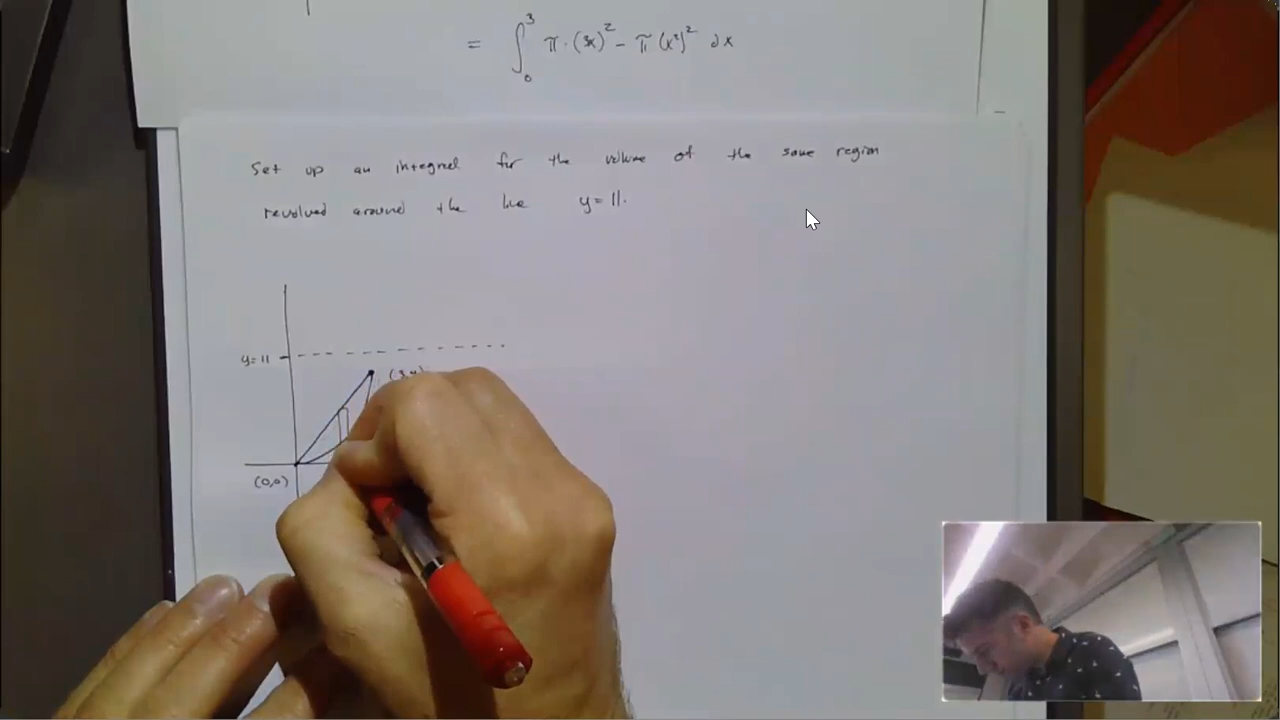 = ∫₀³ π·(3x)² − π(x²)² dx
Set up an integral for the volume of the same region
revolved around the line y = 11.
y=11
(0,0)